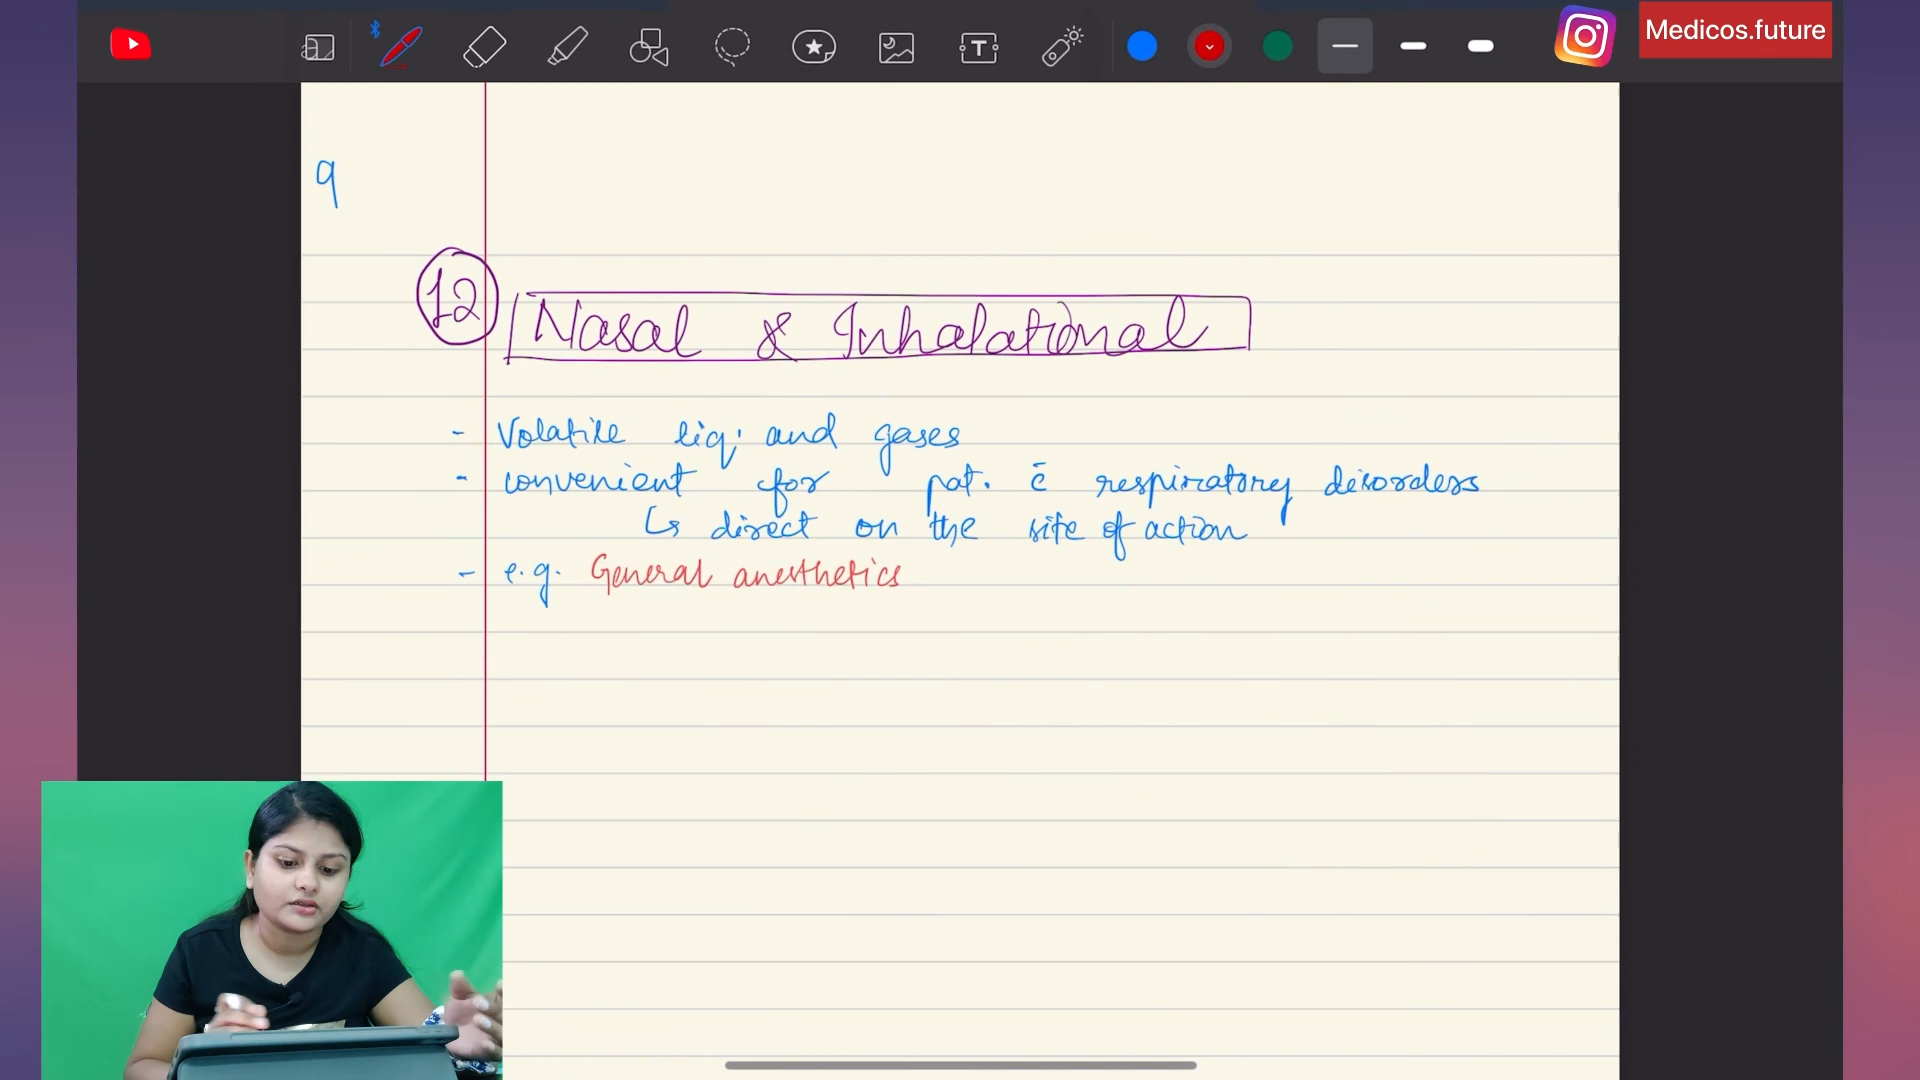 Medicos.future
9
12 Nasal & Inhalational
- Volatile liq. and gases
- convenient for pat. c̄ respiratory disorders
↳ direct on the site of action
- e.g. General anesthetics